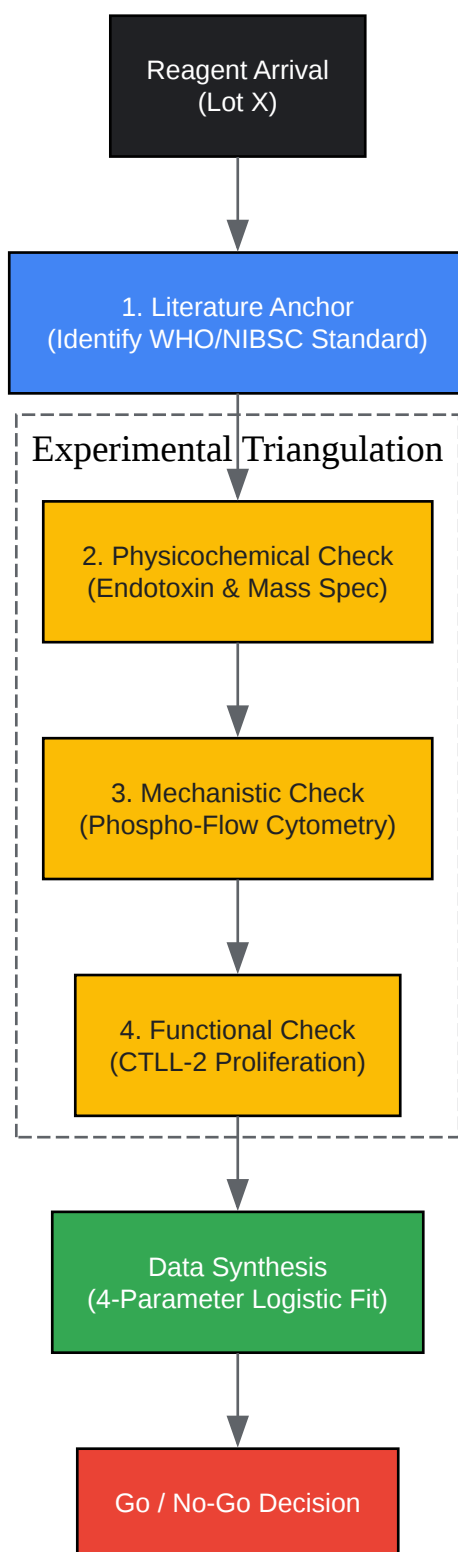 Reagent Arrival
(Lot X)
1. Literature Anchor
(Identify WHO/NIBSC Standard)
Experimental Triangulation
2. Physicochemical Check
(Endotoxin & Mass Spec)
3. Mechanistic Check
(Phospho-Flow Cytometry)
4. Functional Check
(CTLL-2 Proliferation)
Data Synthesis
(4-Parameter Logistic Fit)
Go / No-Go Decision